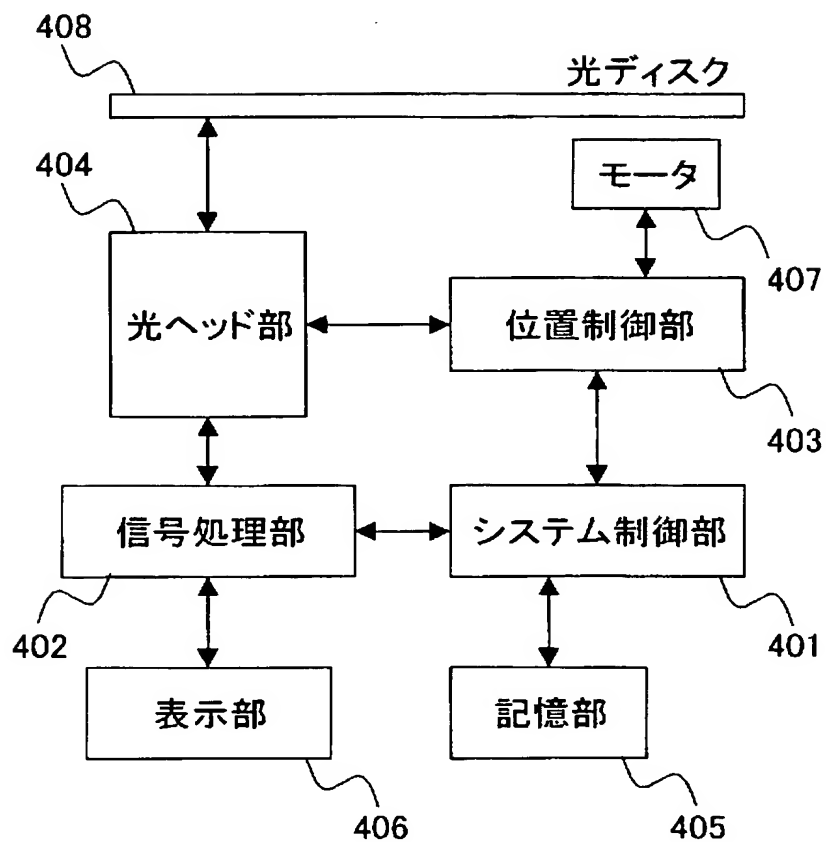 408
光ディスク
404
モータ
407
光ヘッド部
位置制御部
403
信号処理部
システム制御部
402
401
表示部
記憶部
406
405